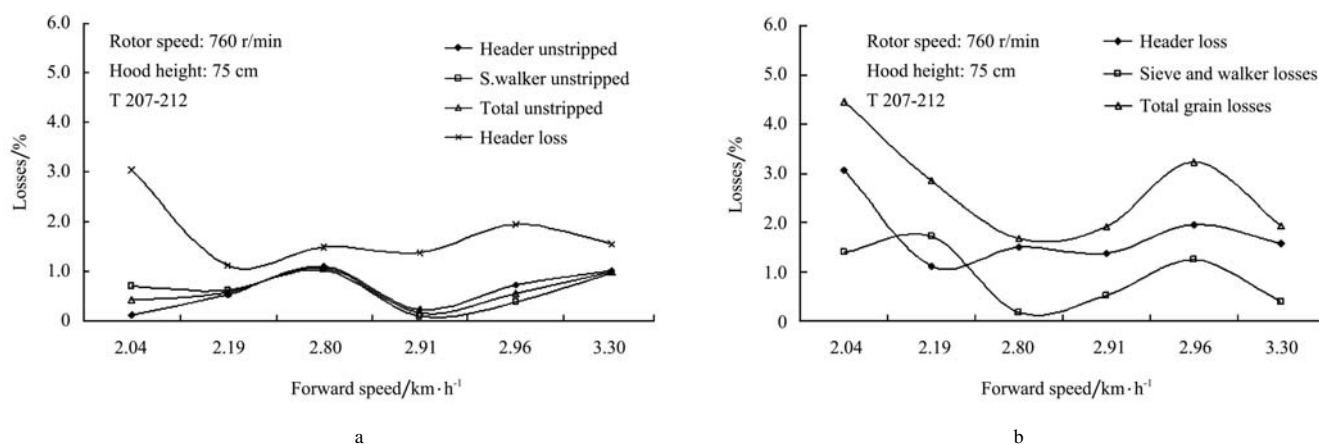 6.0
5.0
4.0
3.0
2.0
1.0
0
Losses/%
Rotor speed: 760 r/min
Hood height: 75 cm
T 207-212
Header unstripped
S.walker unstripped
Total unstripped
Header loss
2.04 2.19 2.80 2.91 2.96 3.30
Forward speed/km·h⁻¹
a
6.0
5.0
4.0
3.0
2.0
1.0
0
Losses/%
Rotor speed: 760 r/min
Hood height: 75 cm
T 207-212
Header loss
Sieve and walker losses
Total grain losses
2.04 2.19 2.80 2.91 2.96 3.30
Forward speed/km·h⁻¹
b